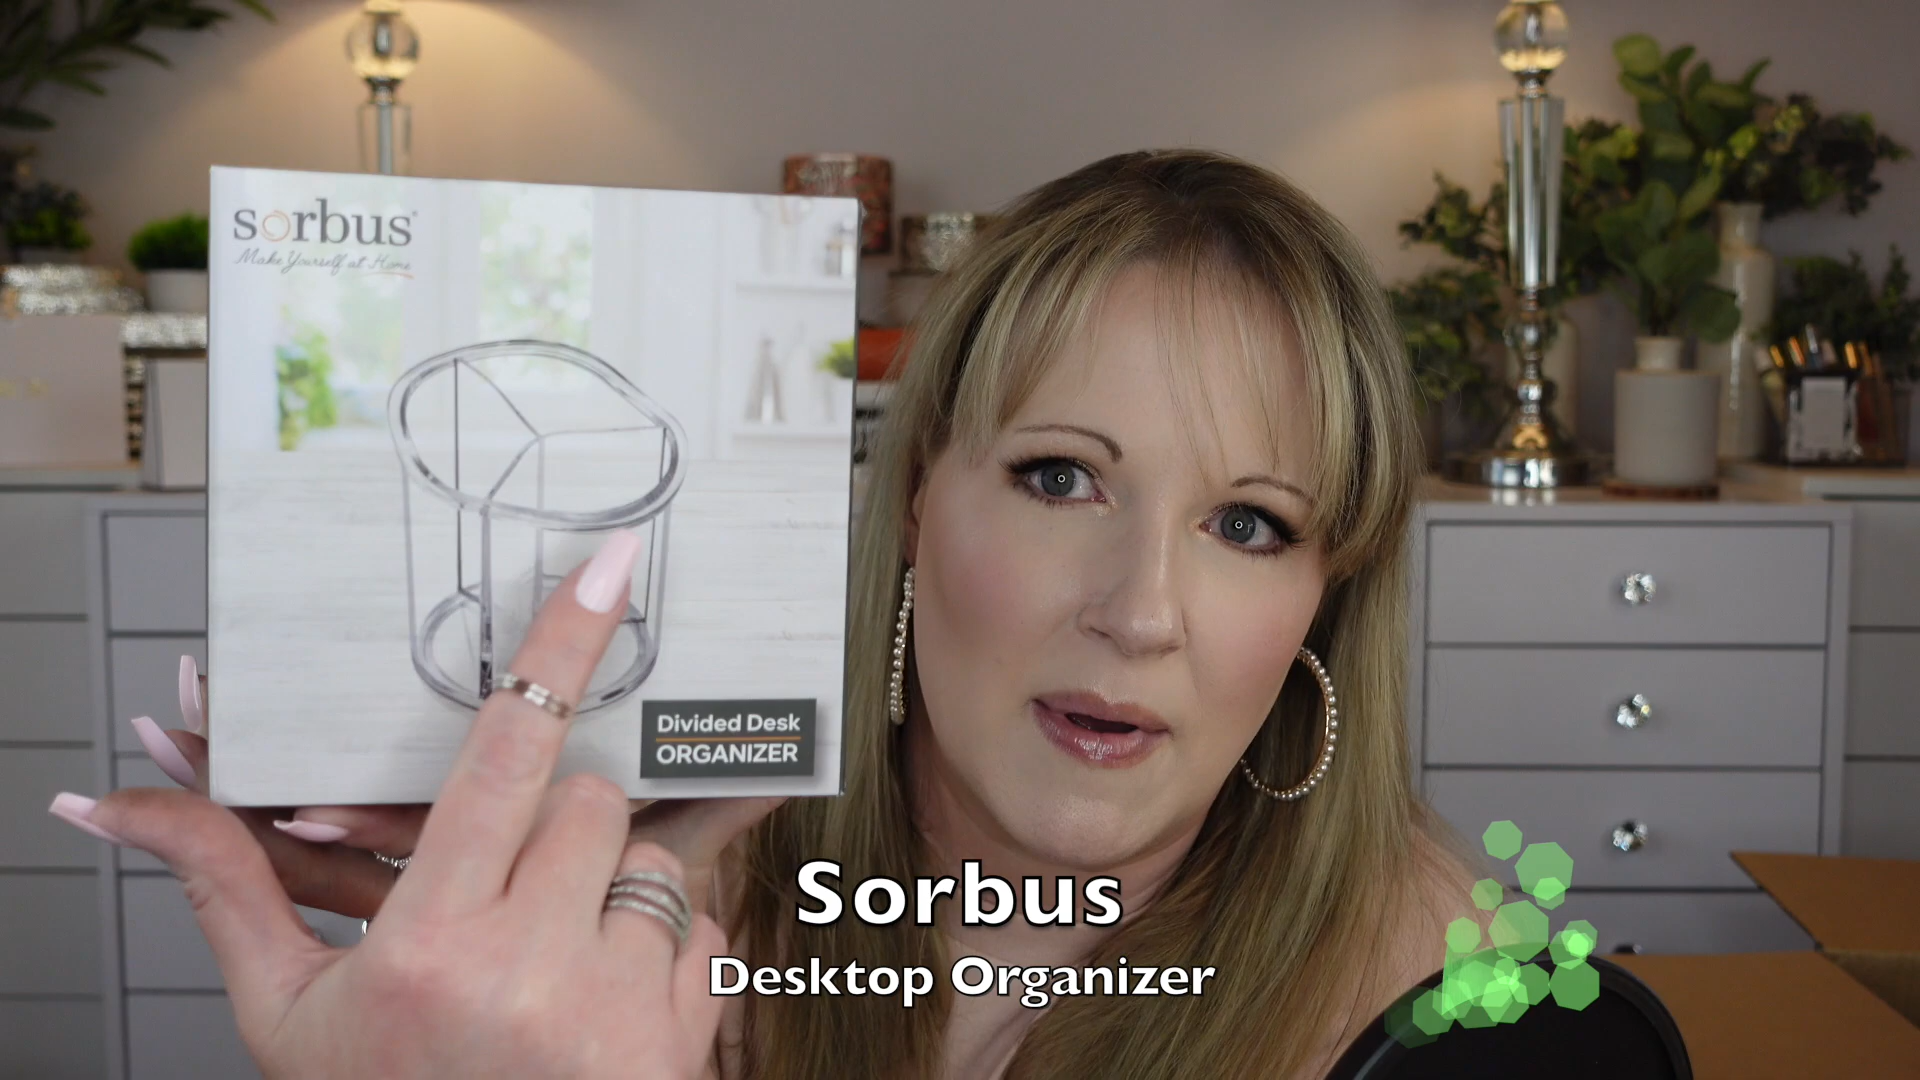 sorbus
Make Yourself at Home
Divided Desk
ORGANIZER
Sorbus
Desktop Organizer